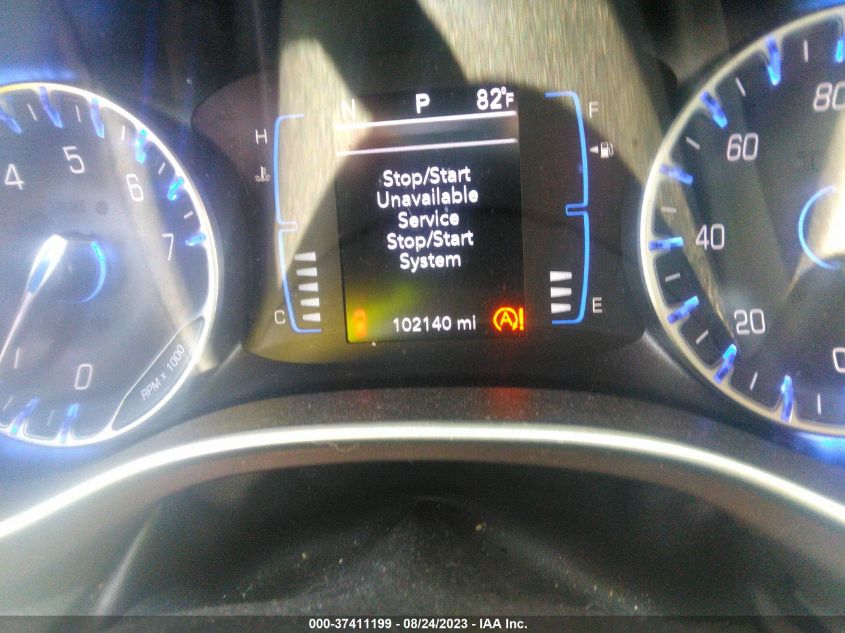 N P 82°F
H
F
Stop/Start
Unavailable
Service
Stop/Start
System
C
E
102140 mi
A!
4 5 6 7
0
RPM x 1000
80
60
40
20
0
000-37411199 - 08/24/2023 - IAA Inc.